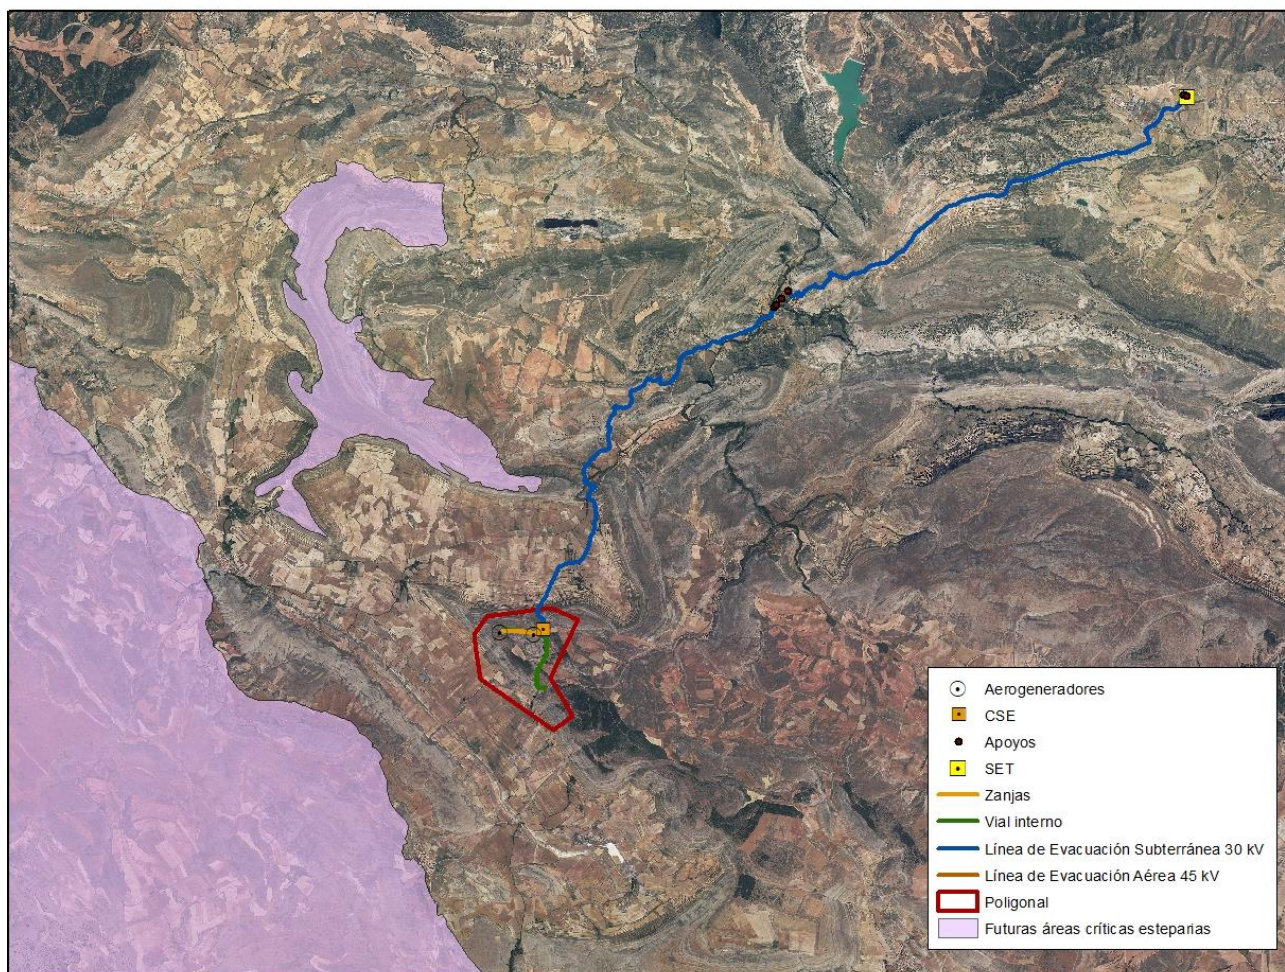 Aerogeneradores
CSE
Apoyos
SET
Zanjas
Vial interno
Línea de Evacuación Subterránea 30 kV
Línea de Evacuación Aérea 45 kV
Poligonal
Futuras áreas críticas esteparias